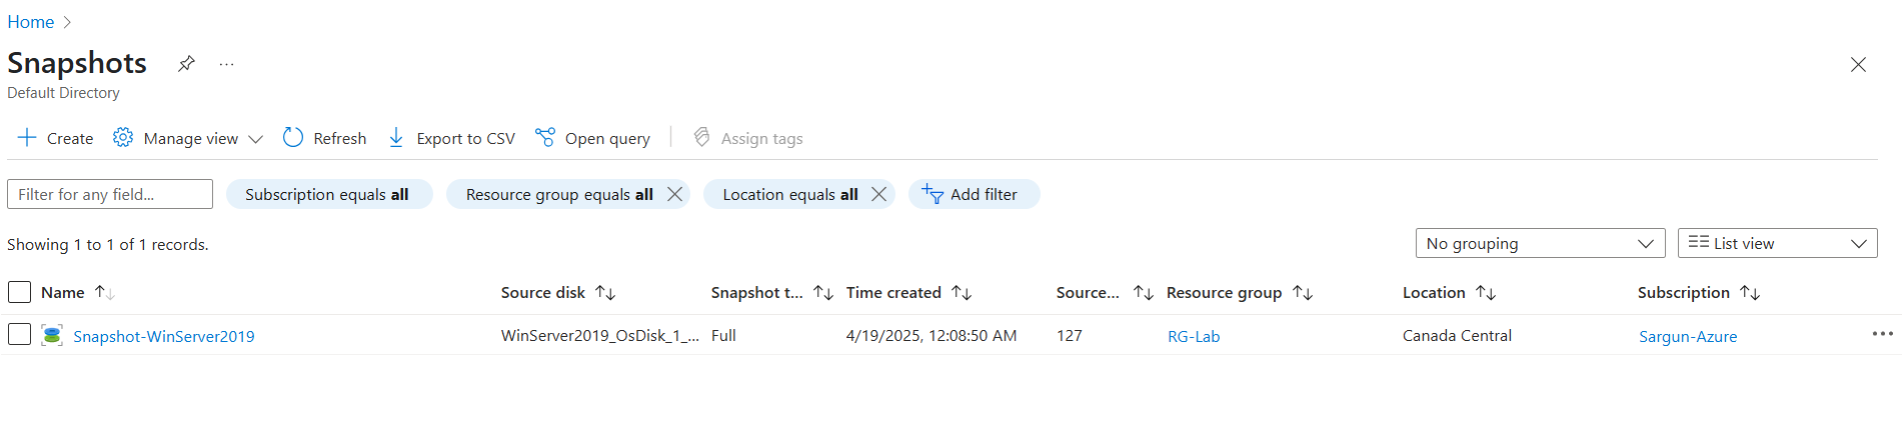 Home
Snapshots
Default Directory
Create Manage view Refresh Export to CSV Open query Assign tags
Filter for any field... Subscription equals all Resource group equals all Location equals all Add filter
Showing 1 to 1 of 1 records. No grouping List view
Name Source disk Snapshot t... Time created Source... Resource group Location Subscription
Snapshot-WinServer2019 WinServer2019_OsDisk_1_... Full 4/19/2025, 12:08:50 AM 127 RG-Lab Canada Central Sargun-Azure